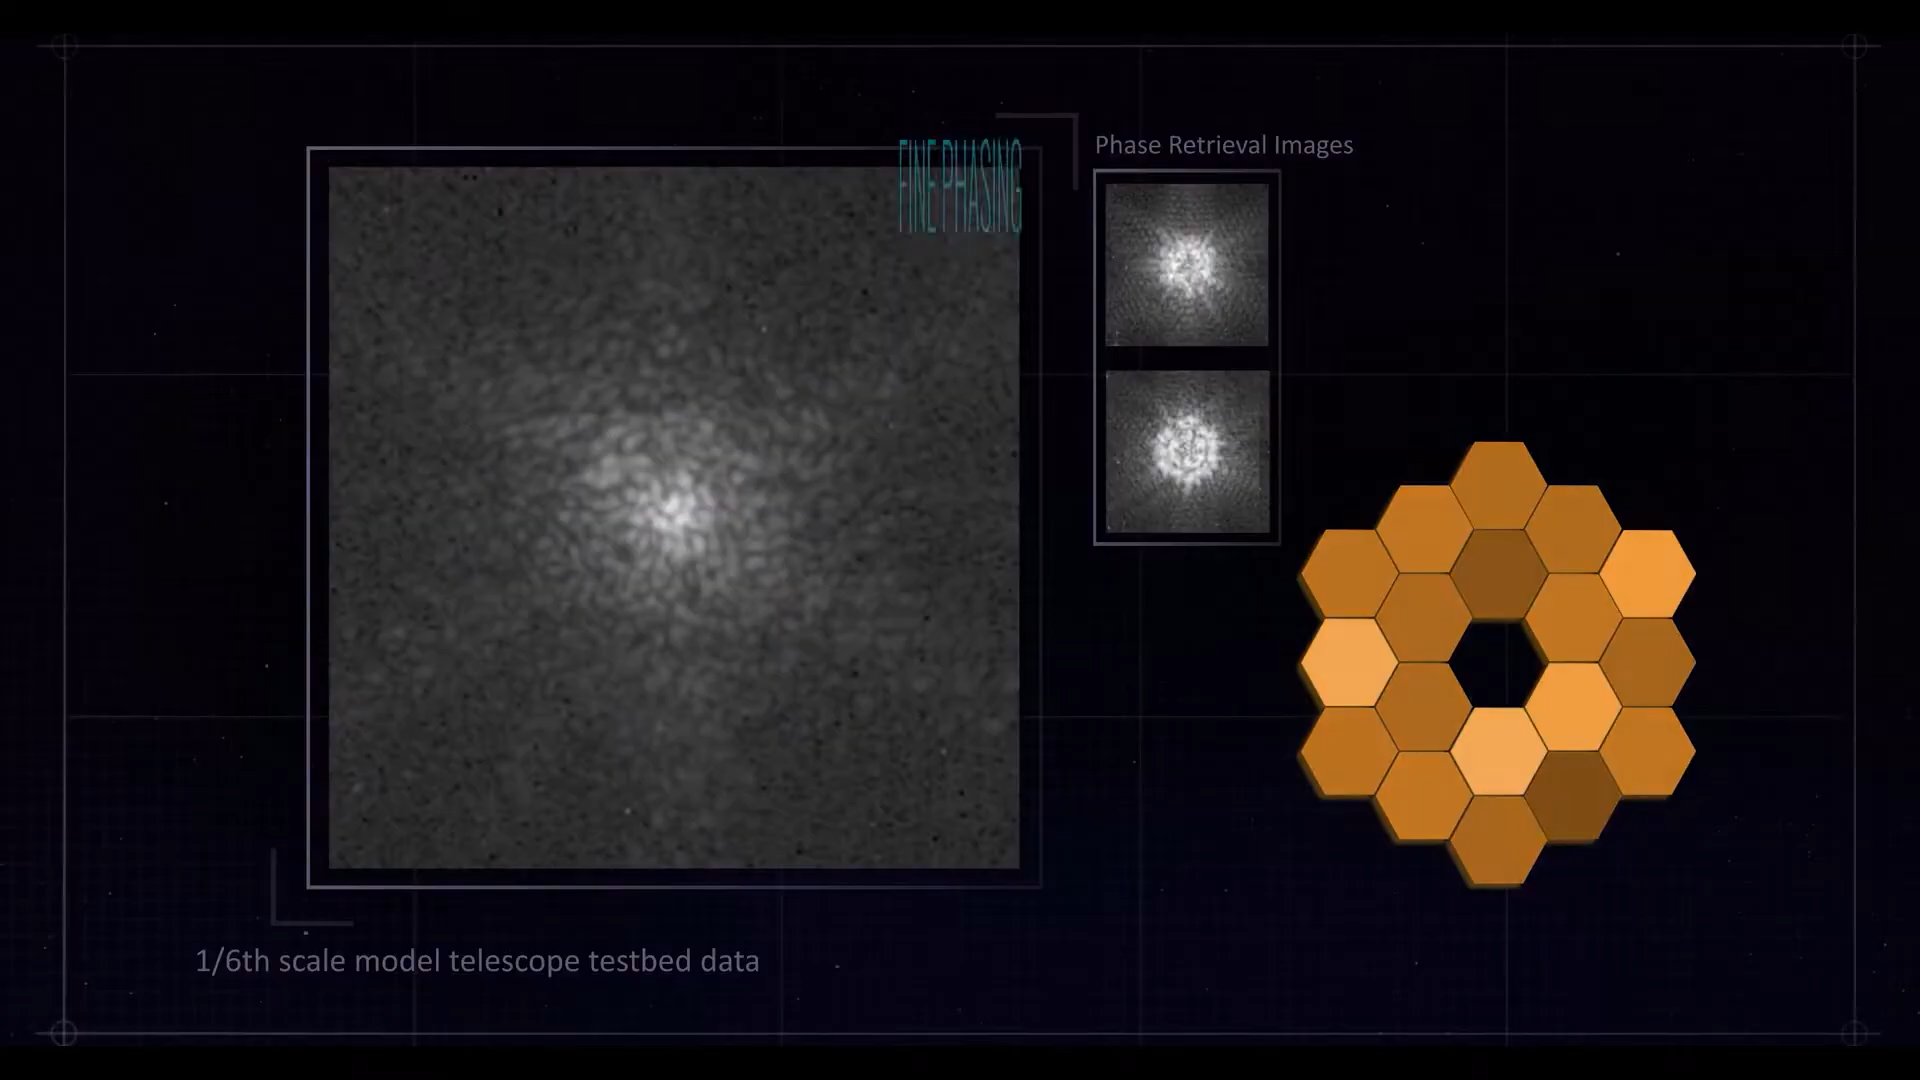 FINE PHASING
Phase Retrieval Images
1/6th scale model telescope testbed data